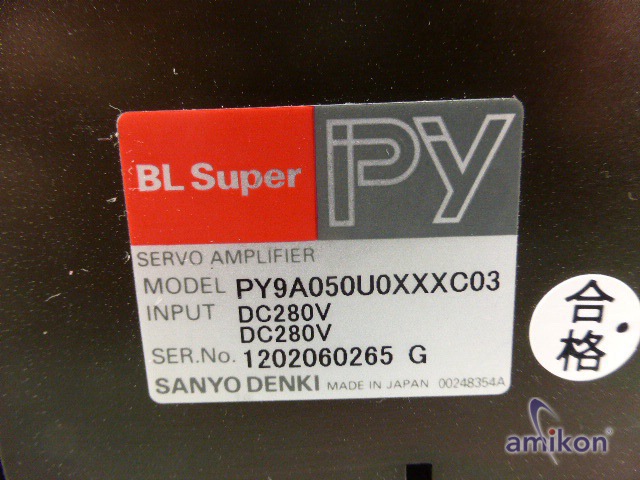 BL Super PY
SERVO AMPLIFIER
MODEL PY9A050U0XXXC03
INPUT DC280V
DC280V
SER.No. 1202060265 G
SANYO DENKI MADE IN JAPAN 00248354A
合格
amikon